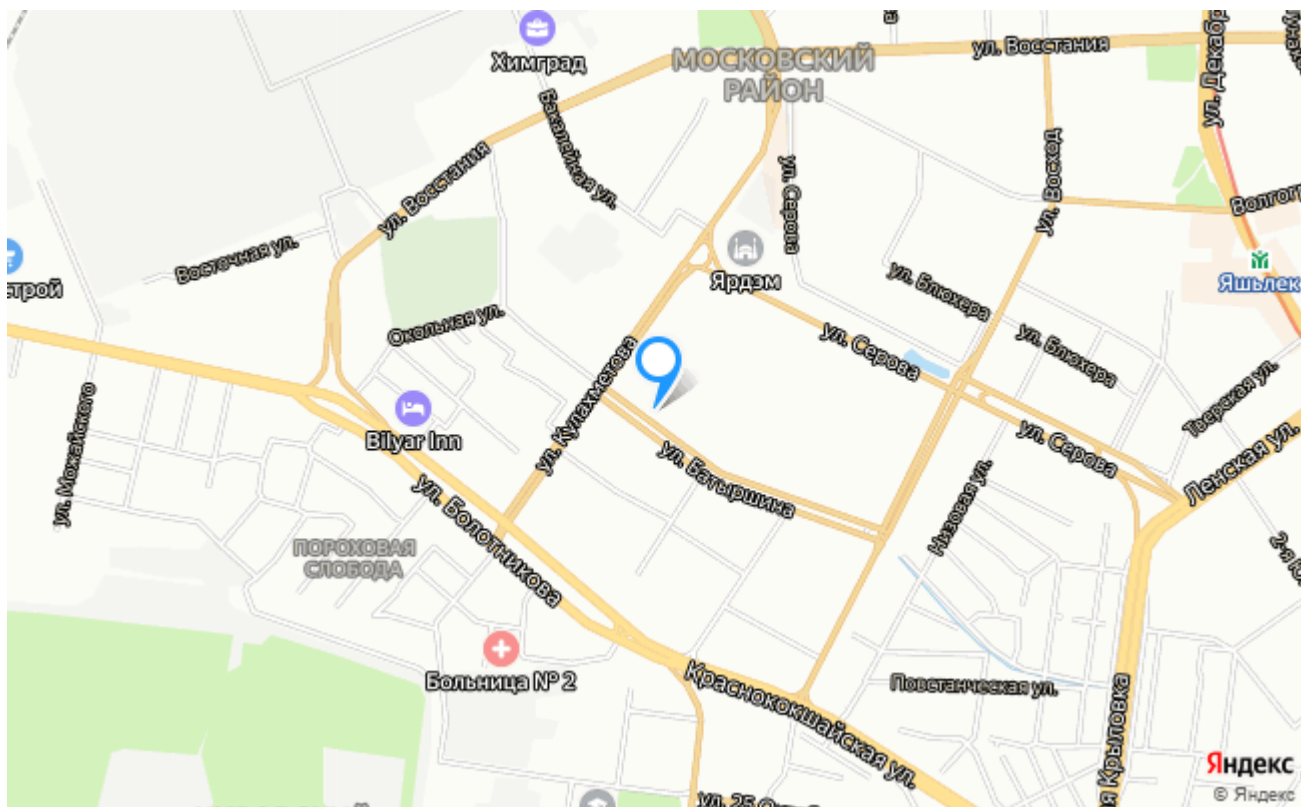 ул. Восстания
Химград
МОСКОВСКИЙ
РАЙОН
ул. Декабр
Бакалейная ул.
ул. Восход
ул. Восстания
ул. Серова
Волгогр
Восточная ул.
Ярдэм
ул. Блюхера
Яшьлек
строй
Окольная ул.
ул. Серова
ул. Блюхера
ул. Кулахметова
Тверская ул.
ул. Можайского
Bilyar Inn
ул. Серова
ул. Батыршина
Ленская ул.
ул. Болотникова
Низовая ул.
ПОРОХОВАЯ
СЛОБОДА
2-я Ю
Больница № 2
Краснококшайская ул.
Повстанческая ул.
я Крыловка
Яндекс
© Яндекс